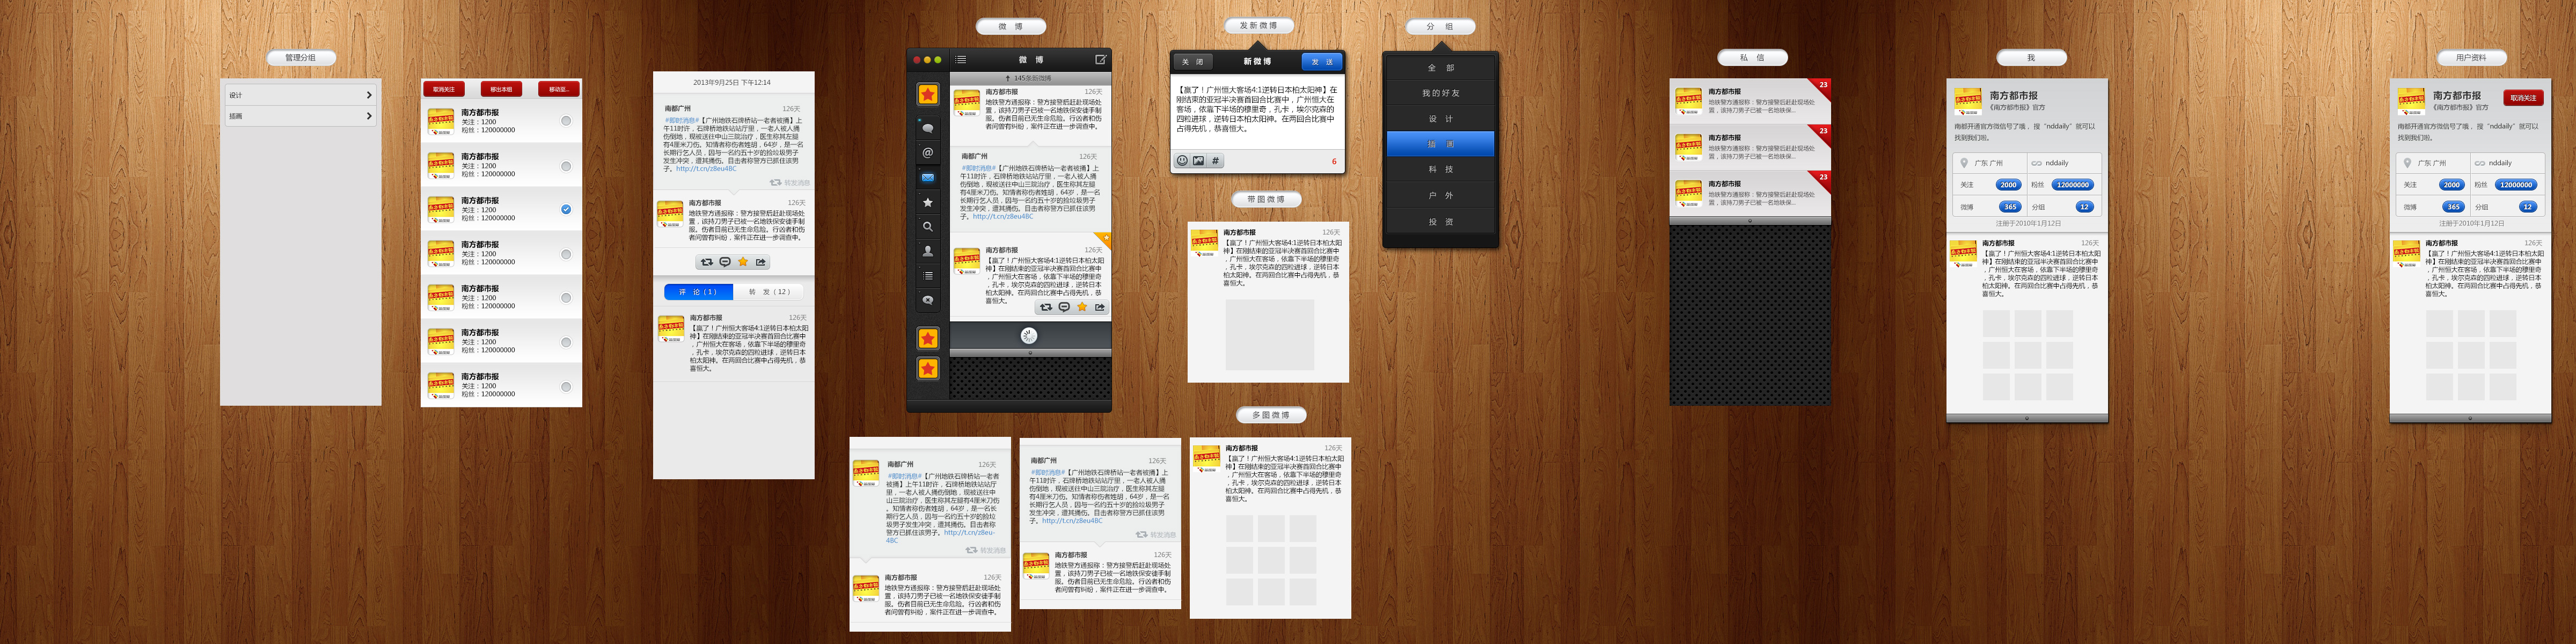 管理分组
设计
插画
取消关注
移出本组
移动至...
南方都市报
关注：1200
粉丝：120000000
南方都市报
关注：1200
粉丝：120000000
南方都市报
关注：1200
粉丝：120000000
南方都市报
关注：1200
粉丝：120000000
南方都市报
关注：1200
粉丝：120000000
南方都市报
关注：1200
粉丝：120000000
南方都市报
关注：1200
粉丝：120000000
2013年9月25日 下午12:14
南都广州 126天
#即时消息#【广州地铁石牌桥站一老者被捅】上
午11时许，石牌桥地铁站站厅里，一老人被人捅
伤倒地，现被送往中山三院治疗，医生称其左腿
有4厘米刀伤。知情者称伤者姓胡，64岁，是一名
长期行乞人员，因与一名约五十岁的捡垃圾男子
发生冲突，遭其捅伤。目击者称警方已抓住该男
子。http://t.cn/z8eu4BC
转发消息
南方都市报 126天
地铁警方通报称：警方接警后赶赴现场处
置，该持刀男子已被一名地铁保安徒手制
服。伤者目前已无生命危险。行凶者和伤
者问曾有纠纷，案件正在进一步调查中。
评 论（1）
转 发（12）
南方都市报 126天
【赢了！广州恒大客场4:1逆转日本柏太阳
神】在刚结束的亚冠半决赛首回合比赛中
，广州恒大在客场，依靠下半场的穆里奇
，孔卡，埃尔克森的四粒进球，逆转日本
柏太阳神。在两回合比赛中占得先机，恭
喜恒大。
微 博
微 博
145条新微博
南方都市报 126天
地铁警方通报称：警方接警后赶赴现场处
置，该持刀男子已被一名地铁保安徒手制
服。伤者目前已无生命危险。行凶者和伤
者问曾有纠纷，案件正在进一步调查中。
南都广州 126天
#即时消息#【广州地铁石牌桥站一老者被捅】上
午11时许，石牌桥地铁站站厅里，一老人被人捅
伤倒地，现被送往中山三院治疗，医生称其左腿
有4厘米刀伤。知情者称伤者姓胡，64岁，是一名
长期行乞人员，因与一名约五十岁的捡垃圾男子
发生冲突，遭其捅伤。目击者称警方已抓住该男
子。http://t.cn/z8eu4BC
南方都市报 126天
【赢了！广州恒大客场4:1逆转日本柏太阳
神】在刚结束的亚冠半决赛首回合比赛中
，广州恒大在客场，依靠下半场的穆里奇
，孔卡，埃尔克森的四粒进球，逆转日本
柏太阳神。在两回合比赛中占得先机，恭
喜恒大。
南都广州 126天
#即时消息#【广州地铁石牌桥站一老者
被捅】上午11时许，石牌桥地铁站站厅
里，一老人被人捅伤倒地，现被送往中
山三院治疗，医生称其左腿有4厘米刀伤
。知情者称伤者姓胡，64岁，是一名长
期行乞人员，因与一名约五十岁的捡垃
圾男子发生冲突，遭其捅伤。目击者称
警方已抓住该男子。http://t.cn/z8eu-
4BC
转发消息
南方都市报 126天
地铁警方通报称：警方接警后赶赴现场处
置，该持刀男子已被一名地铁保安徒手制
服。伤者目前已无生命危险。行凶者和伤
者问曾有纠纷，案件正在进一步调查中。
南都广州 126天
#即时消息#【广州地铁石牌桥站一老者被捅】上
午11时许，石牌桥地铁站站厅里，一老人被人捅
伤倒地，现被送往中山三院治疗，医生称其左腿
有4厘米刀伤。知情者称伤者姓胡，64岁，是一名
长期行乞人员，因与一名约五十岁的捡垃圾男子
发生冲突，遭其捅伤。目击者称警方已抓住该男
子。http://t.cn/z8eu4BC
转发消息
南方都市报 126天
地铁警方通报称：警方接警后赶赴现场处
置，该持刀男子已被一名地铁保安徒手制
服。伤者目前已无生命危险。行凶者和伤
者问曾有纠纷，案件正在进一步调查中。
发新微博
关 闭
新微博
发 送
【赢了！广州恒大客场4:1逆转日本柏太阳神】在
刚结束的亚冠半决赛首回合比赛中，广州恒大在
客场，依靠下半场的穆里奇，孔卡，埃尔克森的
四粒进球，逆转日本柏太阳神。在两回合比赛中
占得先机，恭喜恒大。
#
6
带图微博
南方都市报 126天
【赢了！广州恒大客场4:1逆转日本柏太阳
神】在刚结束的亚冠半决赛首回合比赛中
，广州恒大在客场，依靠下半场的穆里奇
，孔卡，埃尔克森的四粒进球，逆转日本
柏太阳神。在两回合比赛中占得先机，恭
喜恒大。
多图微博
南方都市报 126天
【赢了！广州恒大客场4:1逆转日本柏太阳
神】在刚结束的亚冠半决赛首回合比赛中
，广州恒大在客场，依靠下半场的穆里奇
，孔卡，埃尔克森的四粒进球，逆转日本
柏太阳神。在两回合比赛中占得先机，恭
喜恒大。
分 组
全 部
我的好友
设 计
插 画
科 技
户 外
投 资
私 信
南方都市报 23
地铁警方通报称：警方接警后赶赴现场处
置，该持刀男子已被一名地铁保...
南方都市报 23
地铁警方通报称：警方接警后赶赴现场处
置，该持刀男子已被一名地铁保...
南方都市报 23
地铁警方通报称：警方接警后赶赴现场处
置，该持刀男子已被一名地铁保...
我
南方都市报
《南方都市报》官方
南都开通官方微信号了哦，搜“nddaily”就可以
找到我们啦。
广东 广州 nddaily
关注 2000 粉丝 12000000
微博 365 分组 12
注册于2010年1月12日
南方都市报 126天
【赢了！广州恒大客场4:1逆转日本柏太阳
神】在刚结束的亚冠半决赛首回合比赛中
，广州恒大在客场，依靠下半场的穆里奇
，孔卡，埃尔克森的四粒进球，逆转日本
柏太阳神。在两回合比赛中占得先机，恭
喜恒大。
用户资料
南方都市报
《南方都市报》官方
取消关注
南都开通官方微信号了哦，搜“nddaily”就可以
找到我们啦。
广东 广州 nddaily
关注 2000 粉丝 12000000
微博 365 分组 12
注册于2010年1月12日
南方都市报 126天
【赢了！广州恒大客场4:1逆转日本柏太阳
神】在刚结束的亚冠半决赛首回合比赛中
，广州恒大在客场，依靠下半场的穆里奇
，孔卡，埃尔克森的四粒进球，逆转日本
柏太阳神。在两回合比赛中占得先机，恭
喜恒大。